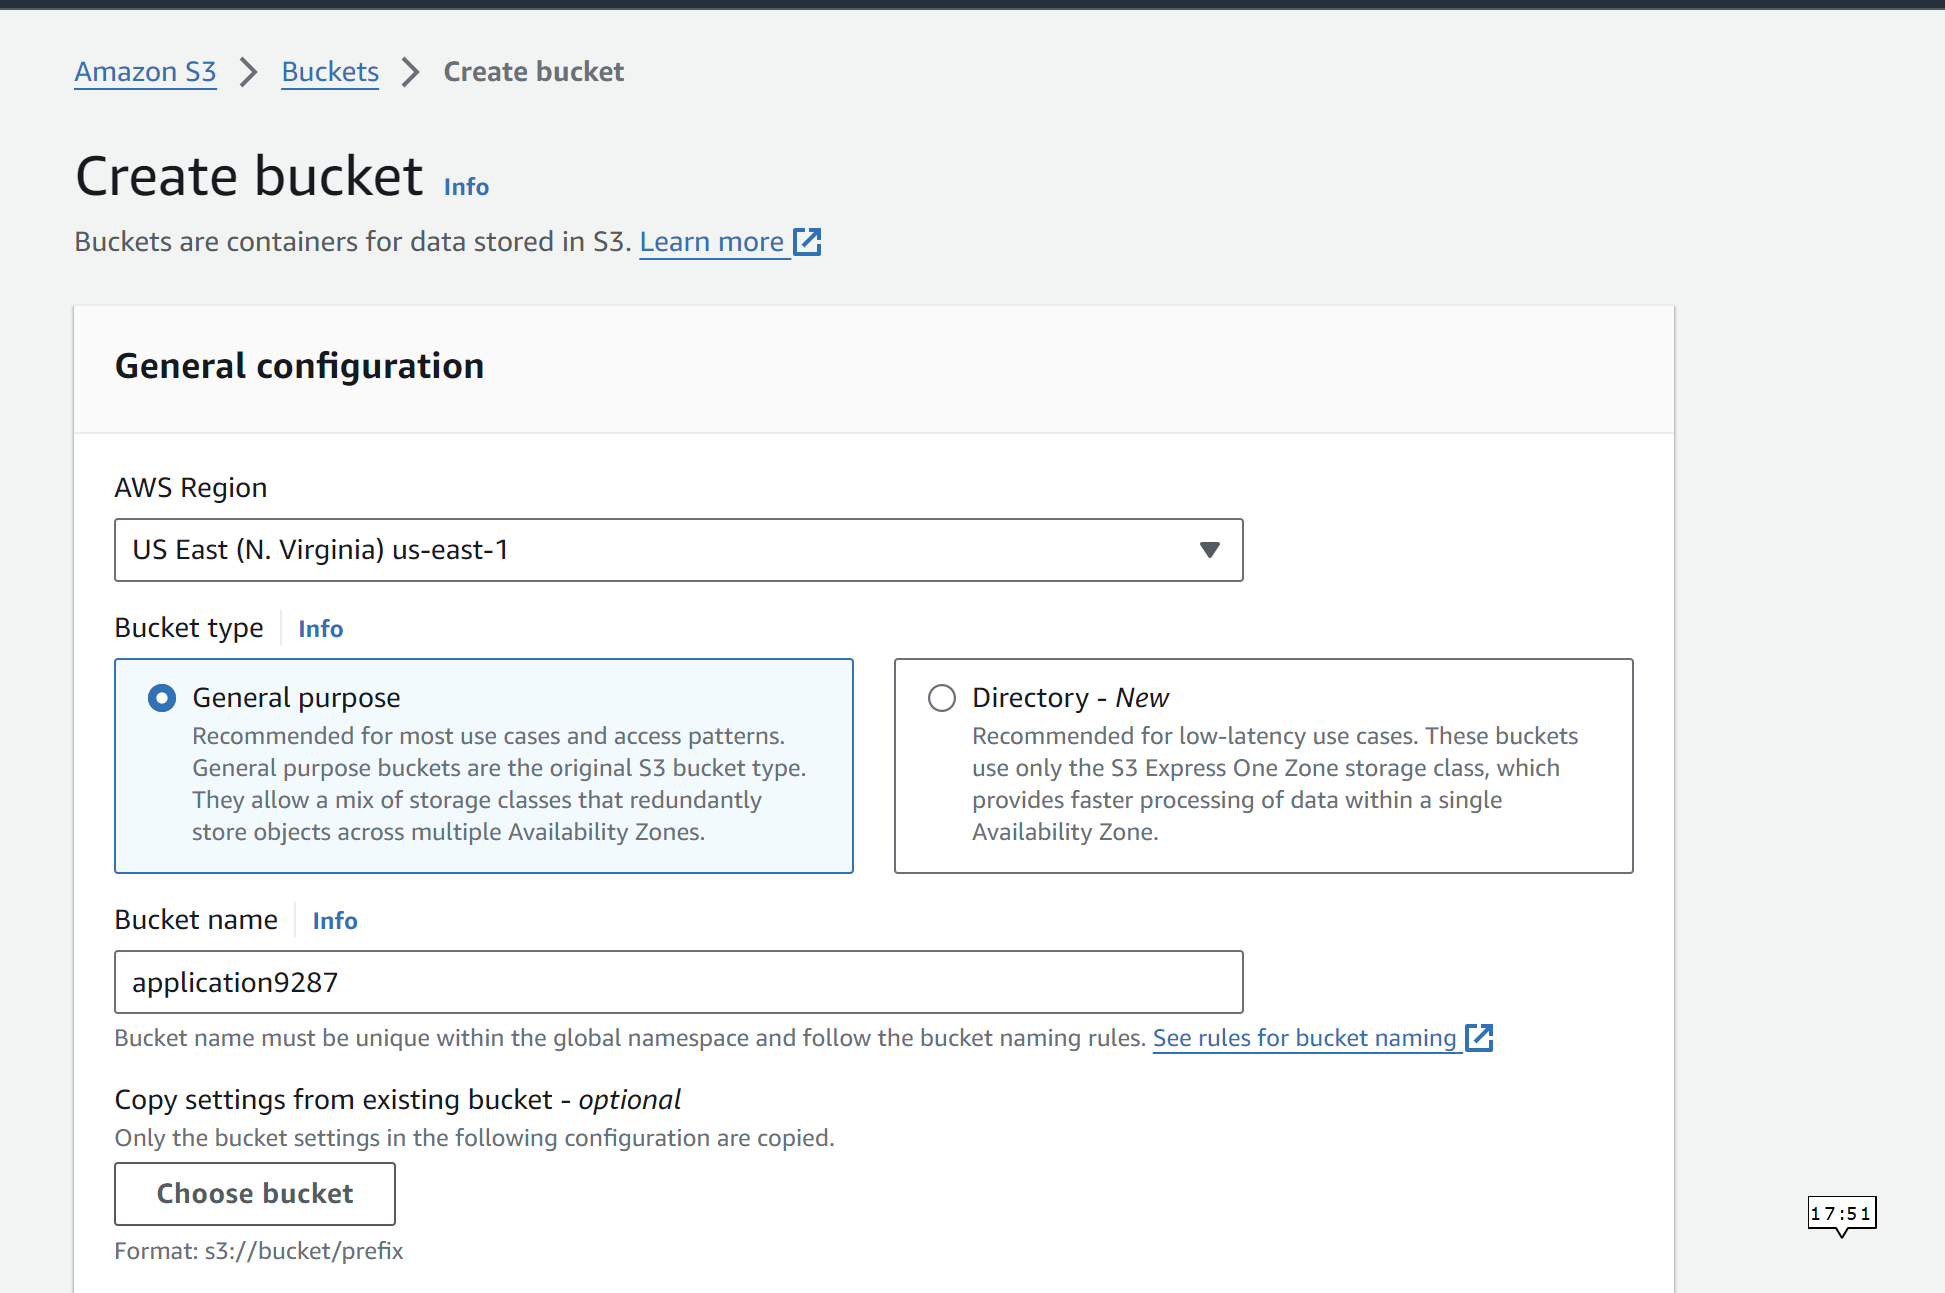 Amazon S3 > Buckets > Create bucket
Create bucket Info
Buckets are containers for data stored in S3. Learn more
General configuration
AWS Region
US East (N. Virginia) us-east-1
Bucket type Info
General purpose
Recommended for most use cases and access patterns.
General purpose buckets are the original S3 bucket type.
They allow a mix of storage classes that redundantly
store objects across multiple Availability Zones.
Directory - New
Recommended for low-latency use cases. These buckets
use only the S3 Express One Zone storage class, which
provides faster processing of data within a single
Availability Zone.
Bucket name Info
application9287
Bucket name must be unique within the global namespace and follow the bucket naming rules. See rules for bucket naming
Copy settings from existing bucket - optional
Only the bucket settings in the following configuration are copied.
Choose bucket
Format: s3://bucket/prefix
17:51